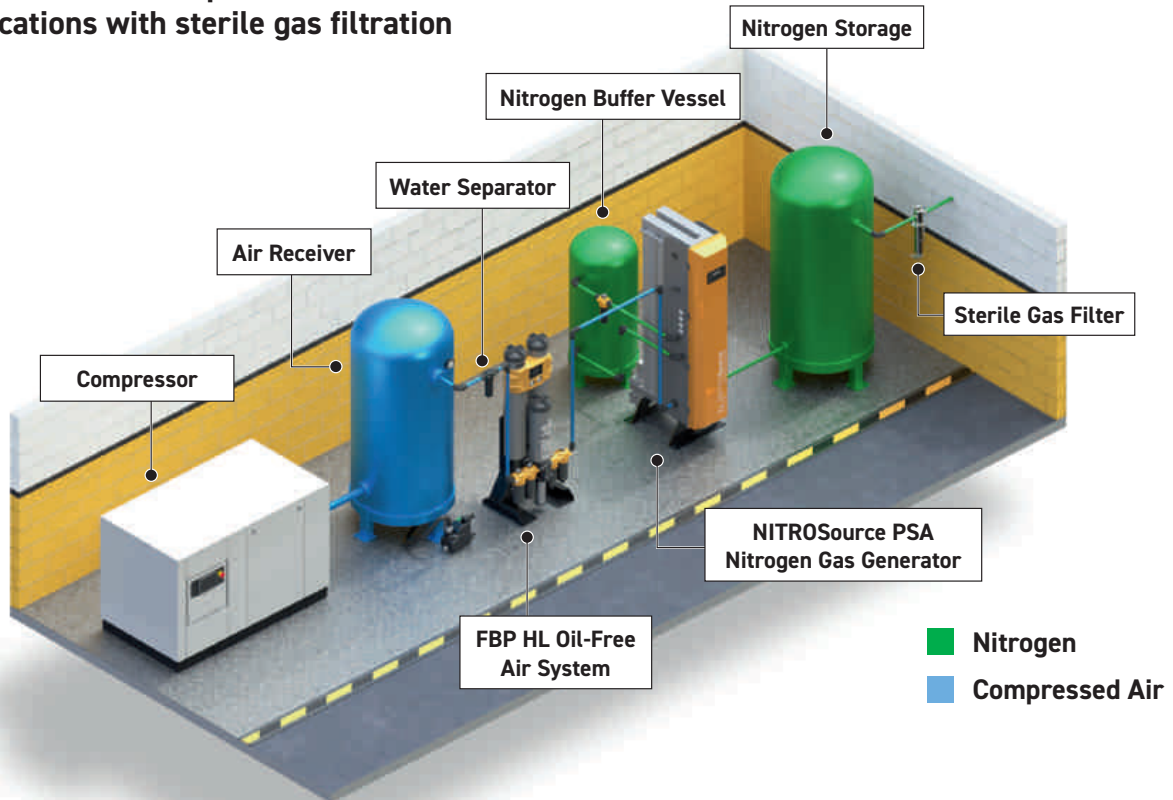 cations with sterile gas filtration
Nitrogen Storage
Nitrogen Buffer Vessel
Water Separator
Air Receiver
Compressor
Sterile Gas Filter
NITROSource PSA
Nitrogen Gas Generator
FBP HL Oil-Free
Air System
Nitrogen
Compressed Air